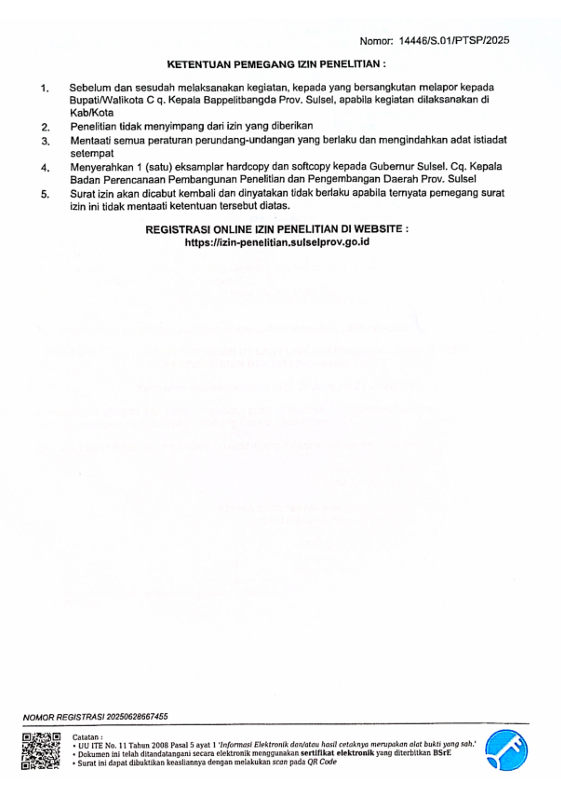 Nomor: 14446/S.01/PTSP/2025
KETENTUAN PEMEGANG IZIN PENELITIAN :
1. Sebelum dan sesudah melaksanakan kegiatan, kepada yang bersangkutan melapor kepada
Bupati/Walikota C q. Kepala Bappelitbangda Prov. Sulsel, apabila kegiatan dilaksanakan di
Kab/Kota
2. Penelitian tidak menyimpang dari izin yang diberikan
3. Mentaati semua peraturan perundang-undangan yang berlaku dan mengindahkan adat istiadat
setempat
4. Menyerahkan 1 (satu) eksamplar hardcopy dan softcopy kepada Gubernur Sulsel. Cq. Kepala
Badan Perencanaan Pembangunan Penelitian dan Pengembangan Daerah Prov. Sulsel
5. Surat izin akan dicabut kembali dan dinyatakan tidak berlaku apabila ternyata pemegang surat
izin ini tidak mentaati ketentuan tersebut diatas.
REGISTRASI ONLINE IZIN PENELITIAN DI WEBSITE :
https://izin-penelitian.sulselprov.go.id
NOMOR REGISTRASI 20250628667455
Catatan :
• UU ITE No. 11 Tahun 2008 Pasal 5 ayat 1 'Informasi Elektronik dan/atau hasil cetaknya merupakan alat bukti yang sah.'
• Dokumen ini telah ditandatangani secara elektronik menggunakan sertifikat elektronik yang diterbitkan BSrE
• Surat ini dapat dibuktikan keasliannya dengan melakukan scan pada QR Code